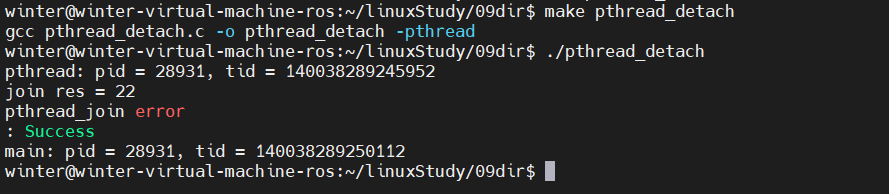 winter@winter-virtual-machine-ros:~/linuxStudy/09dir$ make pthread_detach
gcc pthread_detach.c -o pthread_detach -pthread
winter@winter-virtual-machine-ros:~/linuxStudy/09dir$ ./pthread_detach
pthread: pid = 28931, tid = 140038289245952
join res = 22
pthread_join error
: Success
main: pid = 28931, tid = 140038289250112
winter@winter-virtual-machine-ros:~/linuxStudy/09dir$